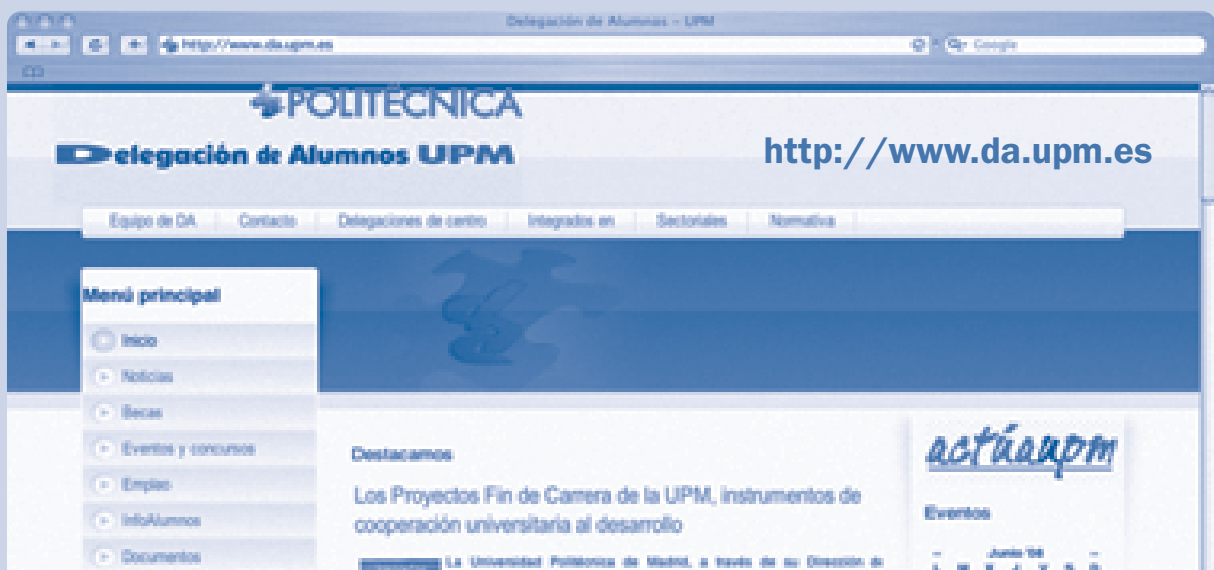 Delegación de Alumnos – UPM
http://www.da.upm.es
Google
POLITÉCNICA
Delegación de Alumnos UPM
http://www.da.upm.es
Equipo de DA
Contacto
Delegaciones de centro
Integrados en
Sectoriales
Normativa
Menú principal
Inicio
Noticias
Becas
Eventos y concursos
Empleo
InfoAlumnos
Documentos
Destacamos
Los Proyectos Fin de Carrera de la UPM, instrumentos de
cooperación universitaria al desarrollo
La Universidad Politécnica de Madrid, a través de su Dirección de
actúaupm
Eventos
Junio '08
L M X J V S D